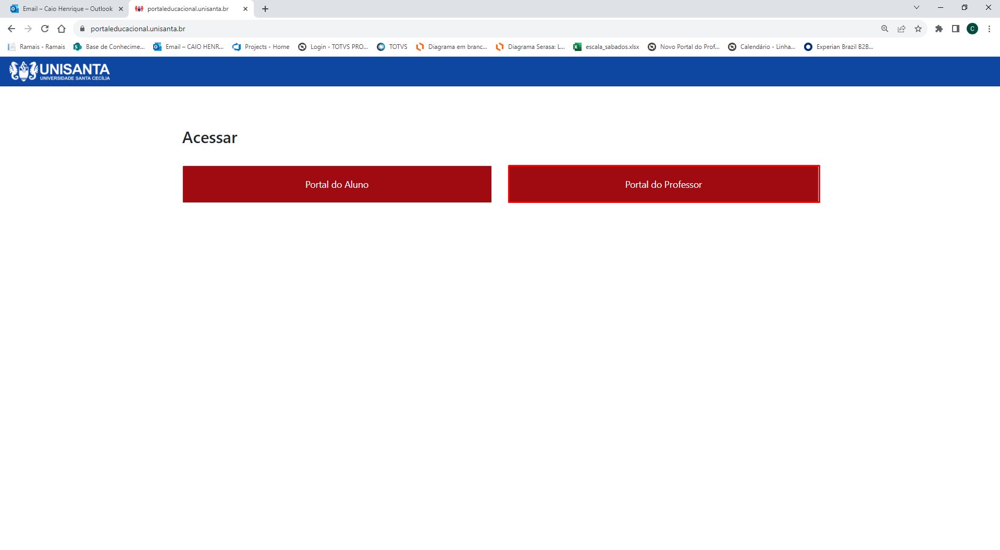 Email – Caio Henrique – Outlook
portaleducacional.unisanta.br
portaleducacional.unisanta.br
C
Ramais - Ramais
Base de Conhecime...
Email – CAIO HENR...
Projects - Home
Login - TOTVS PRO...
TOTVS
Diagrama em branc...
Diagrama Serasa: L...
escala_sabados.xlsx
Novo Portal do Prof...
Calendário - Linha...
Experian Brazil B2B...
UNISANTA
UNIVERSIDADE SANTA CECÍLIA
Acessar
Portal do Aluno
Portal do Professor